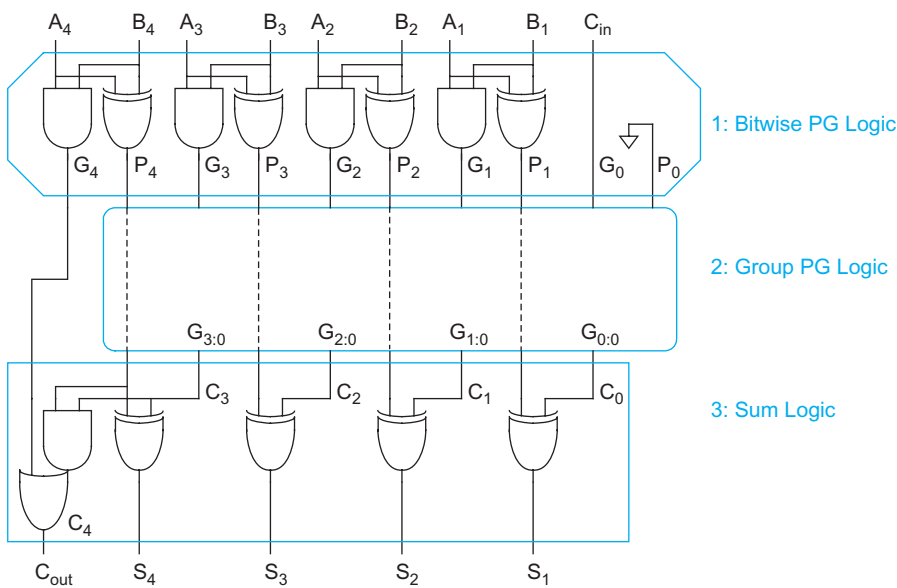 A4 B4 A3 B3 A2 B2 A1 B1 Cin
1: Bitwise PG Logic
G4 P4 G3 P3 G2 P2 G1 P1 G0 P0
2: Group PG Logic
G3:0 G2:0 G1:0 G0:0
C3 C2 C1 C0
3: Sum Logic
C4
Cout S4 S3 S2 S1